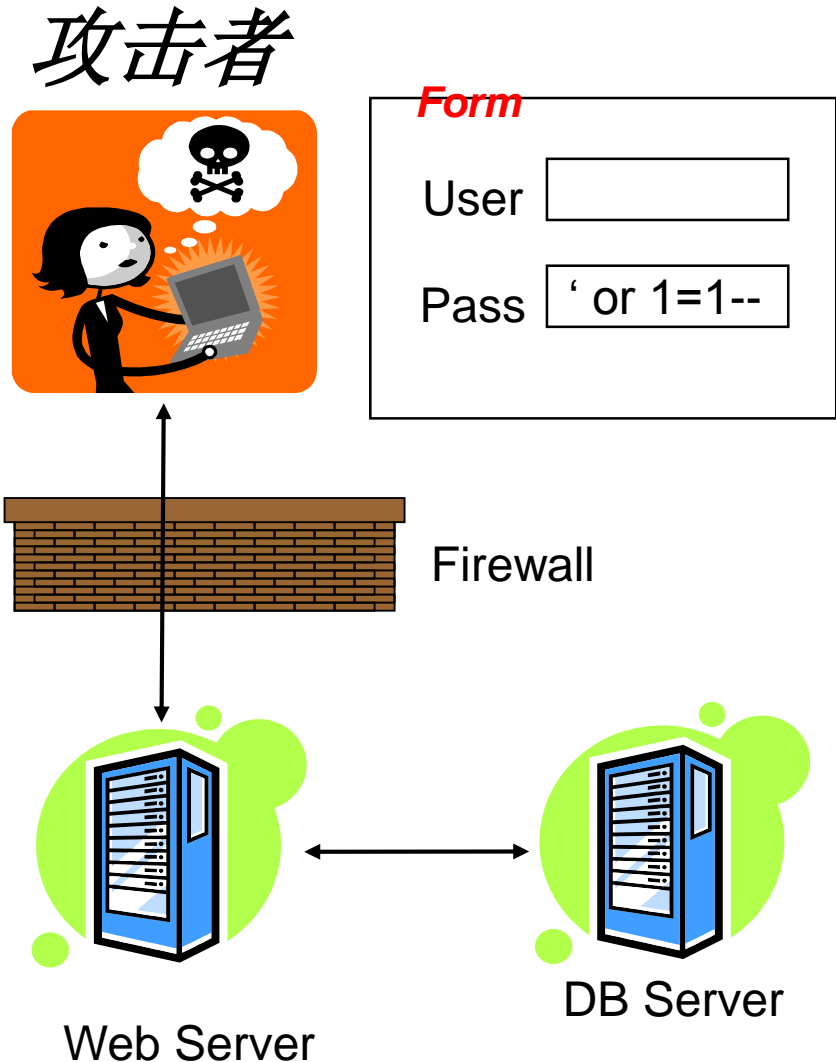 攻击者
Form
User
Pass ‘ or 1=1--
Firewall
DB Server
Web Server